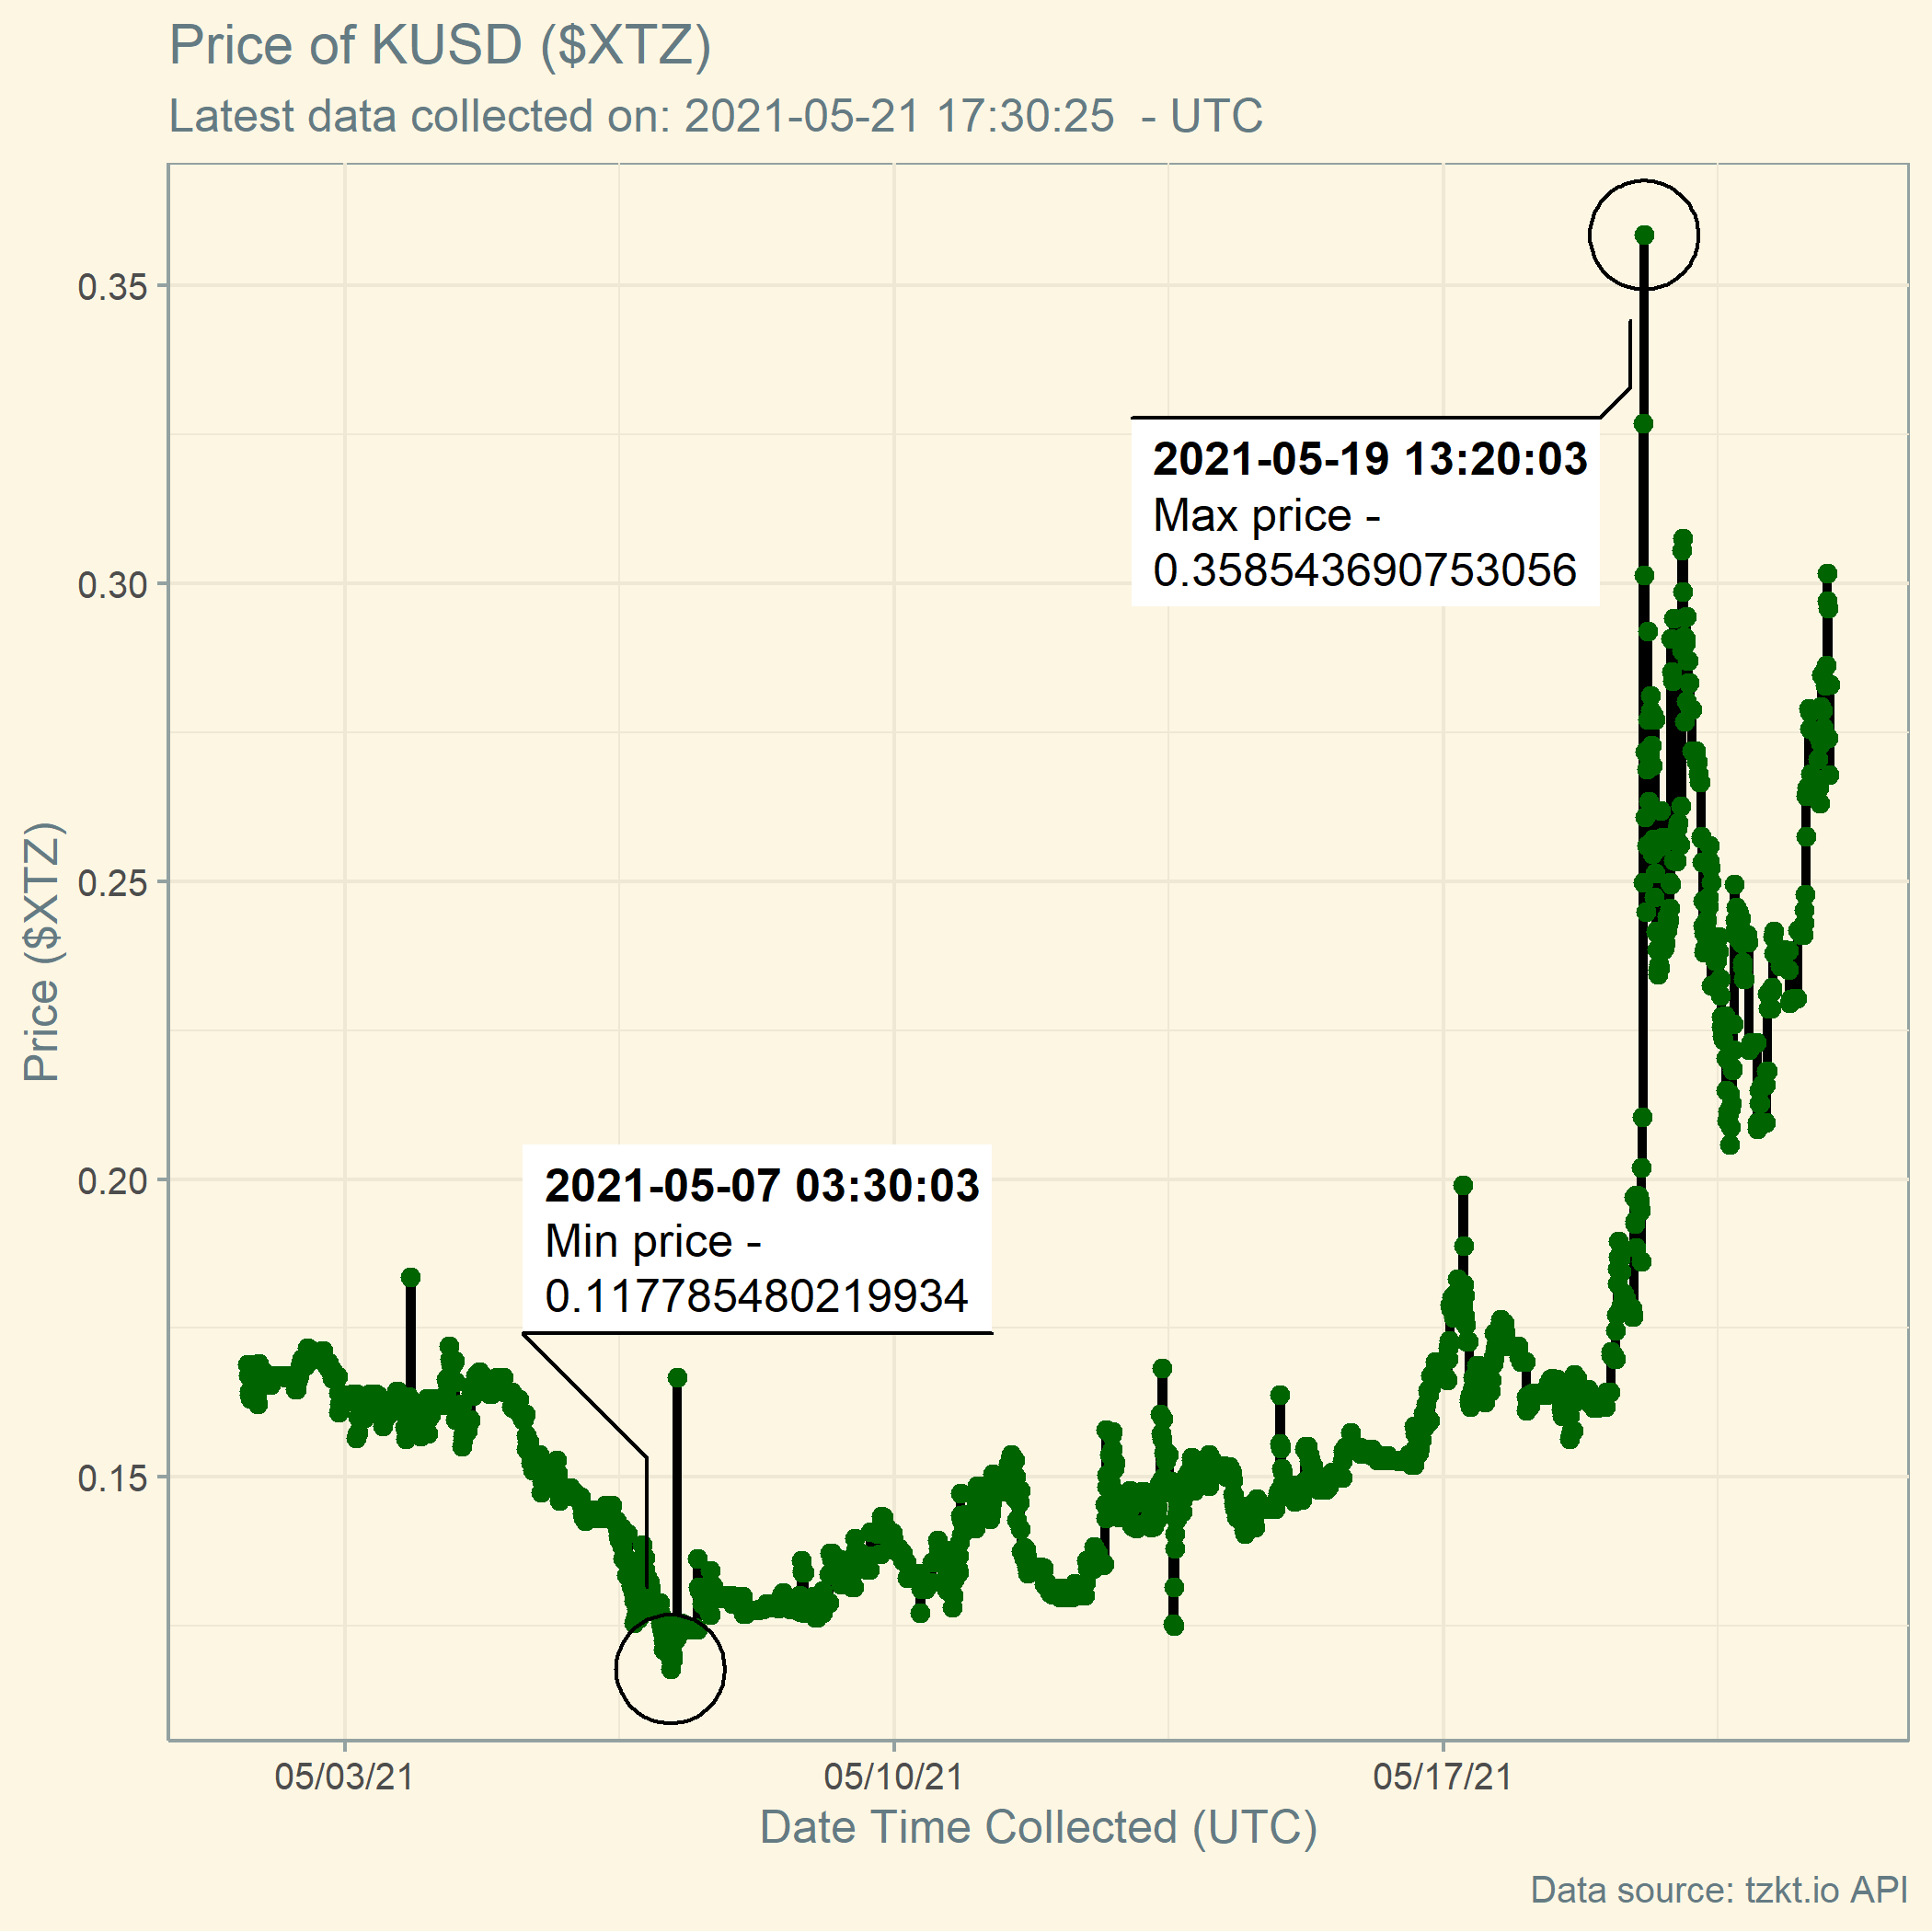 Price of KUSD ($XTZ)
Latest data collected on: 2021-05-21 17:30:25  - UTC
0.35
0.30
0.25
0.20
0.15
Price ($XTZ)
2021-05-19 13:20:03
Max price -
0.358543690753056
2021-05-07 03:30:03
Min price -
0.117785480219934
05/03/21
05/10/21
05/17/21
Date Time Collected (UTC)
Data source: tzkt.io API